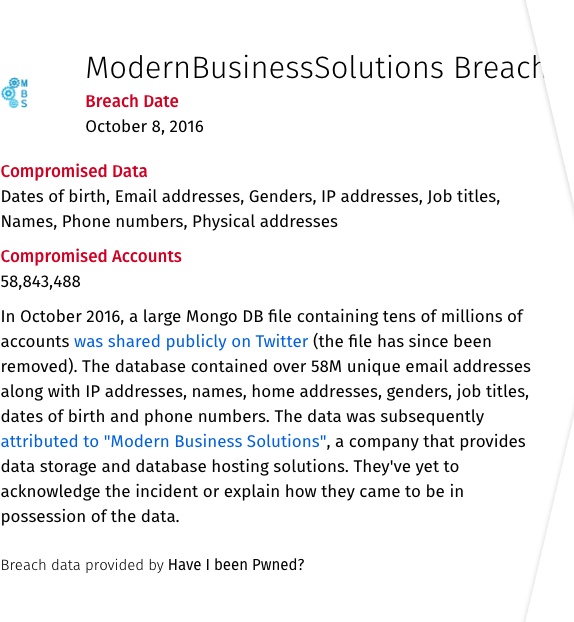 ModernBusinessSolutions Breach
M
B
S
Breach Date
October 8, 2016
Compromised Data
Dates of birth, Email addresses, Genders, IP addresses, Job titles,
Names, Phone numbers, Physical addresses
Compromised Accounts
58,843,488
In October 2016, a large Mongo DB file containing tens of millions of
accounts was shared publicly on Twitter (the file has since been
removed). The database contained over 58M unique email addresses
along with IP addresses, names, home addresses, genders, job titles,
dates of birth and phone numbers. The data was subsequently
attributed to "Modern Business Solutions", a company that provides
data storage and database hosting solutions. They've yet to
acknowledge the incident or explain how they came to be in
possession of the data.
Breach data provided by Have I been Pwned?